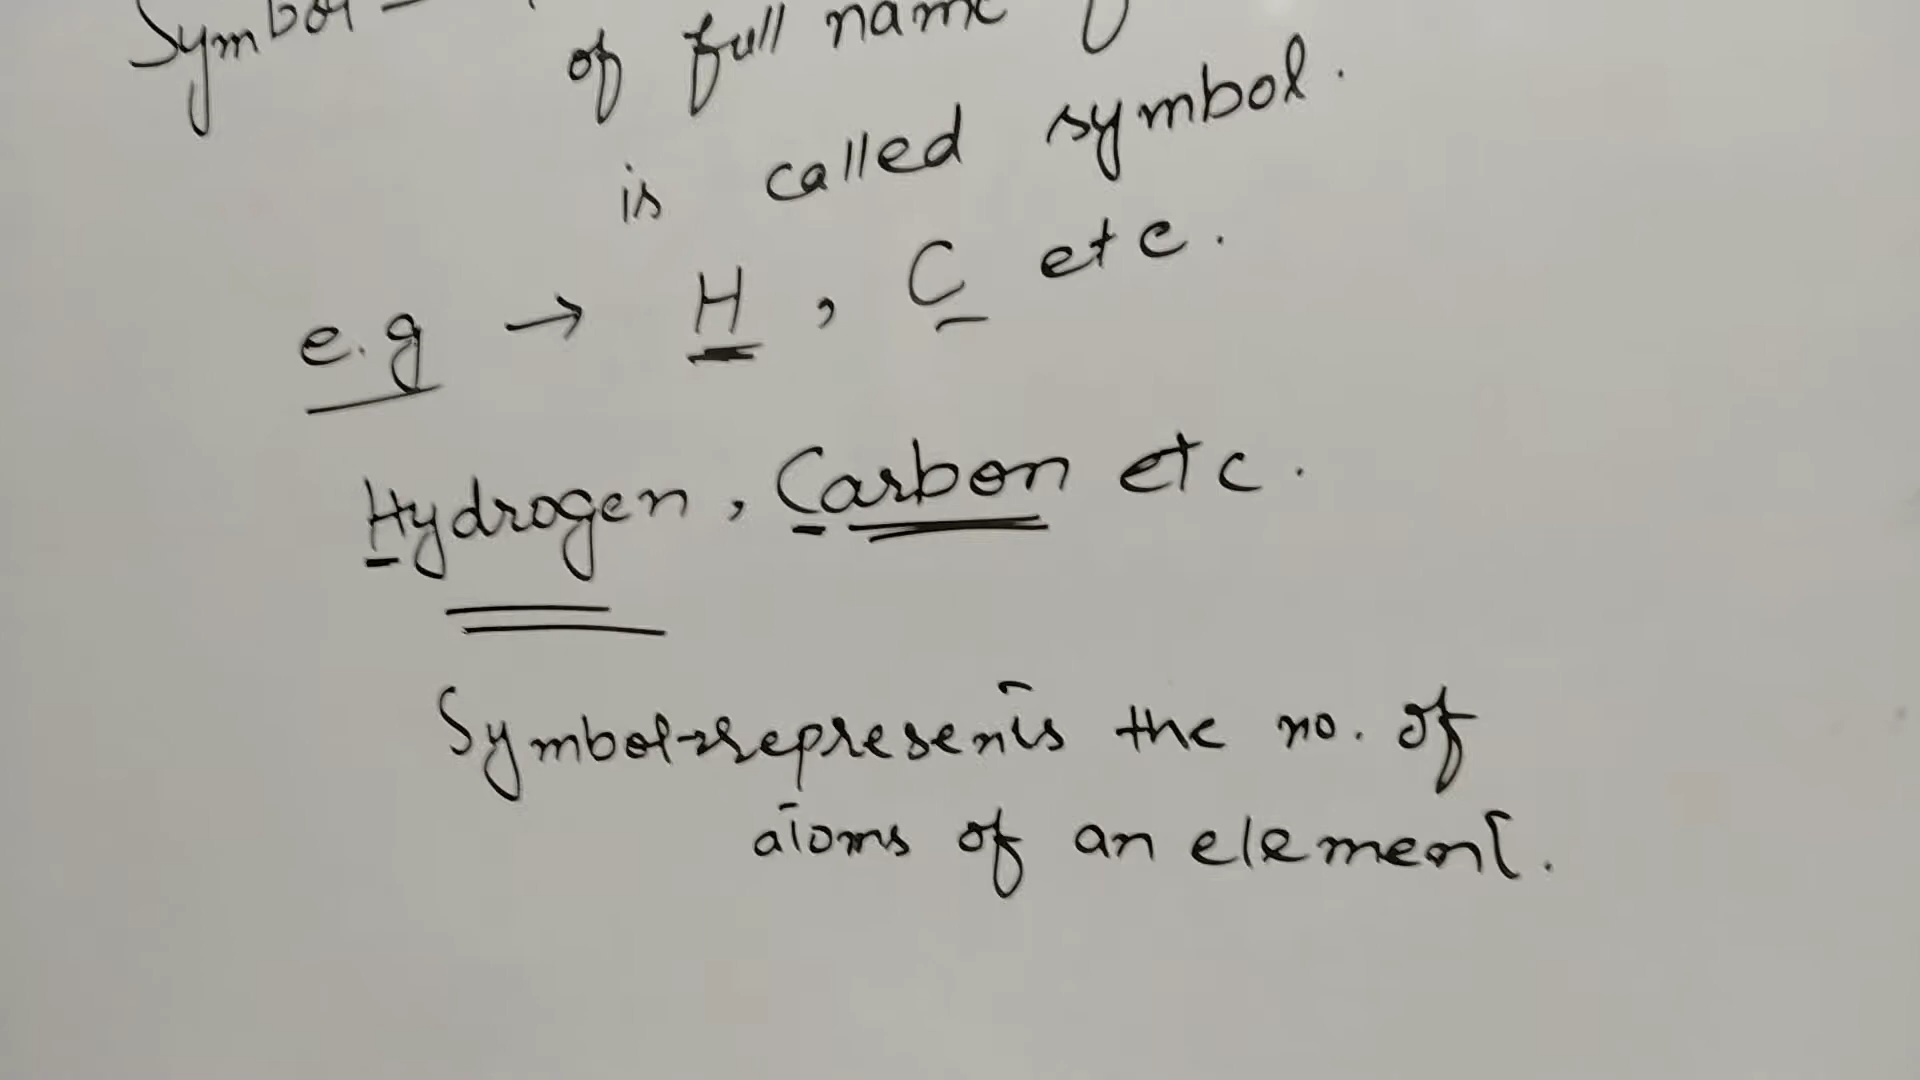 Symbol -
of full name
is called symbol.
e.g → H, C etc.
Hydrogen, Carbon etc.
Symbol → represents the no. of
atoms of an element.